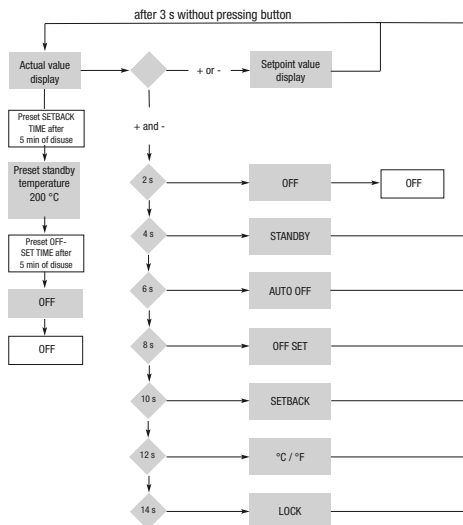 after 3 s without pressing button
Actual value
display
+ or -
Setpoint value
display
Preset SETBACK
TIME after
5 min of disuse
+ and -
Preset standby
temperature
200 °C
2 s
OFF
OFF
4 s
STANDBY
Preset OFF-
SET TIME after
5 min of disuse
6 s
AUTO OFF
OFF
8 s
OFF SET
OFF
10 s
SETBACK
12 s
°C / °F
14 s
LOCK